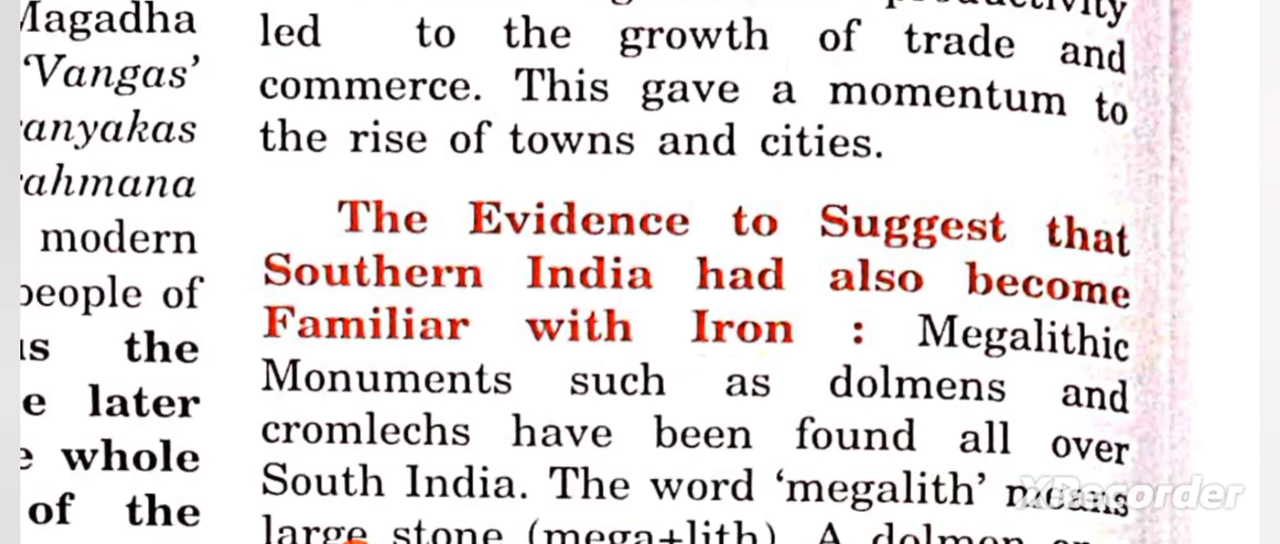 Magadha
'Vangas'
anyakas
ahmana
modern
people of
the
later
whole
of the
productivity
led to the growth of trade and
commerce. This gave a momentum to
the rise of towns and cities.
The Evidence to Suggest that
Southern India had also become
Familiar with Iron : Megalithic
Monuments such as dolmens and
cromlechs have been found all over
South India. The word 'megalith' means
large stone (mega+lith). A dolmen or
XRecorder